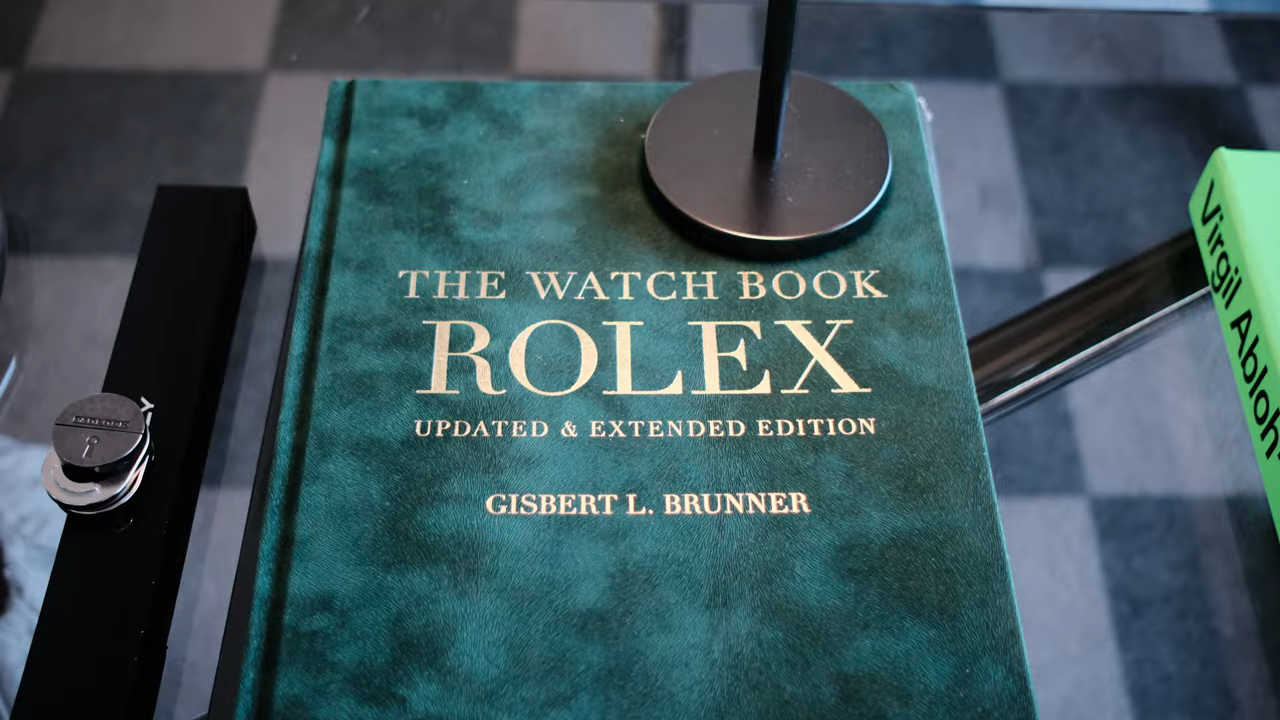 THE WATCH BOOK
ROLEX
UPDATED & EXTENDED EDITION
GISBERT L. BRUNNER
Virgil Abloh